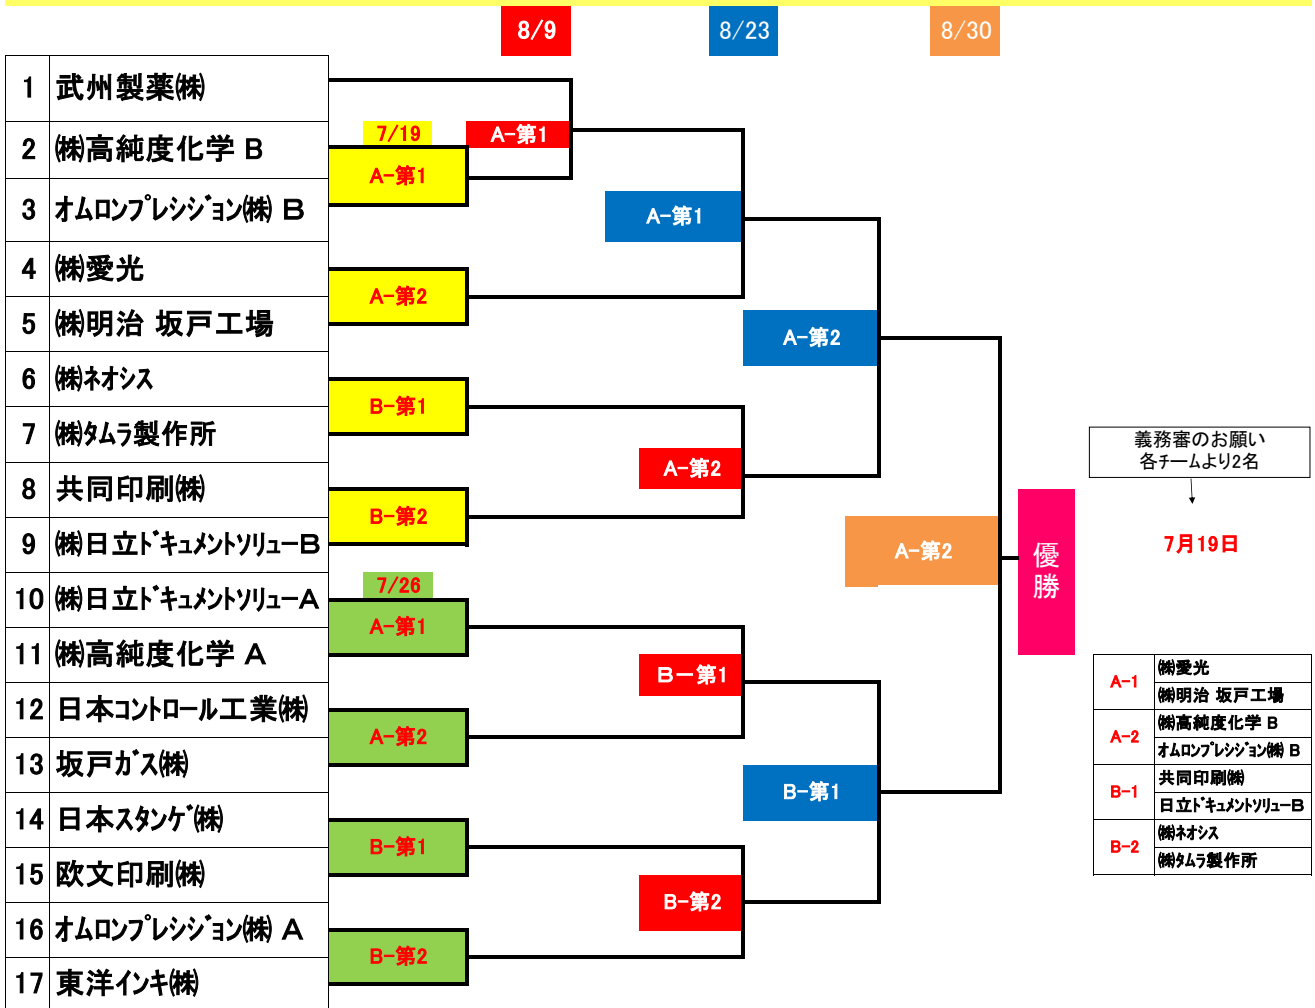 8/9 8/23 8/30
1 武州製薬㈱
2 ㈱高純度化学 B
3 ｵﾑﾛﾝﾌﾟﾚｼｼﾞｮﾝ㈱ B
4 ㈱愛光
5 ㈱明治 坂戸工場
6 ㈱ﾈｵｼｽ
7 ㈱ﾀﾑﾗ製作所
8 共同印刷㈱
9 ㈱日立ﾄﾞｷｭﾒﾝﾄｿﾘｭｰB
10 ㈱日立ﾄﾞｷｭﾒﾝﾄｿﾘｭｰA
11 ㈱高純度化学 A
12 日本ｺﾝﾄﾛｰﾙ工業㈱
13 坂戸ｶﾞｽ㈱
14 日本ｽﾀﾝｹﾞ㈱
15 欧文印刷㈱
16 ｵﾑﾛﾝﾌﾟﾚｼｼﾞｮﾝ㈱ A
17 東洋ｲﾝｷ㈱
7/19
A-第1
A-第2
B-第1
B-第2
7/26
A-第1
A-第2
B-第1
B-第2
A-第1
A-第2
B－第1
B-第2
A-第1
A-第2
B-第1
A-第2
優勝
義務審のお願い
各ﾁｰﾑより2名
7月19日
A-1
㈱愛光
㈱明治 坂戸工場
A-2
㈱高純度化学 B
ｵﾑﾛﾝﾌﾟﾚｼｼﾞｮﾝ㈱ B
B-1
共同印刷㈱
日立ﾄﾞｷｭﾒﾝﾄｿﾘｭｰB
B-2
㈱ﾈｵｼｽ
㈱ﾀﾑﾗ製作所